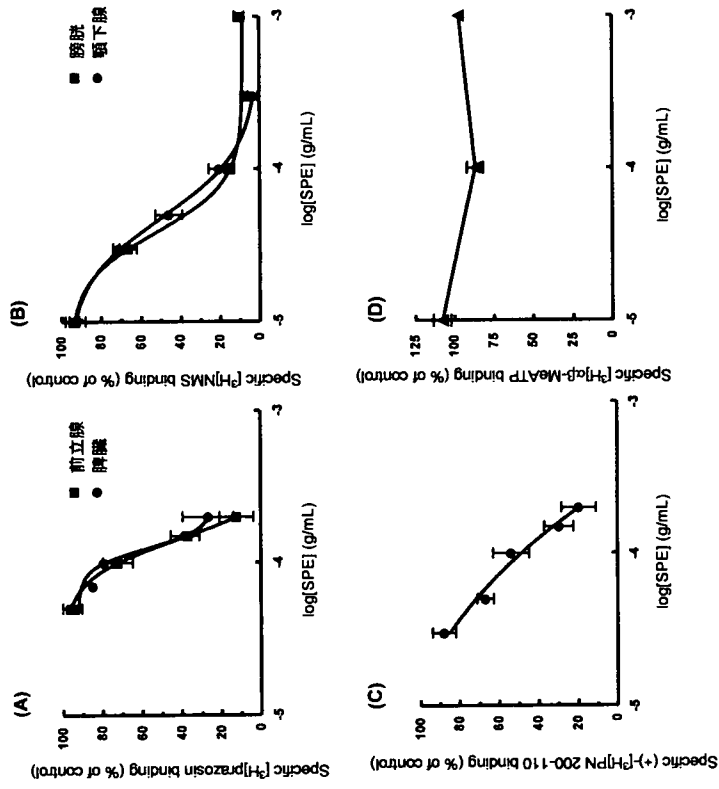 (A)
Specific [³H]prazosin binding (% of control)
100
80
60
40
20
0
-5
-4
-3
log[SPE] (g/mL)
■ 前立腺
● 脾臓
(B)
Specific [³H]NMS binding (% of control)
100
80
60
40
20
0
-5
-4
-3
log[SPE] (g/mL)
■ 膀胱
● 顎下腺
(C)
Specific (+)-[³H]PN 200-110 binding (% of control)
100
80
60
40
20
0
-5
-4
-3
log[SPE] (g/mL)
(D)
Specific [³H]αβ-MeATP binding (% of control)
125
100
75
50
25
0
-5
-4
-3
log[SPE] (g/mL)